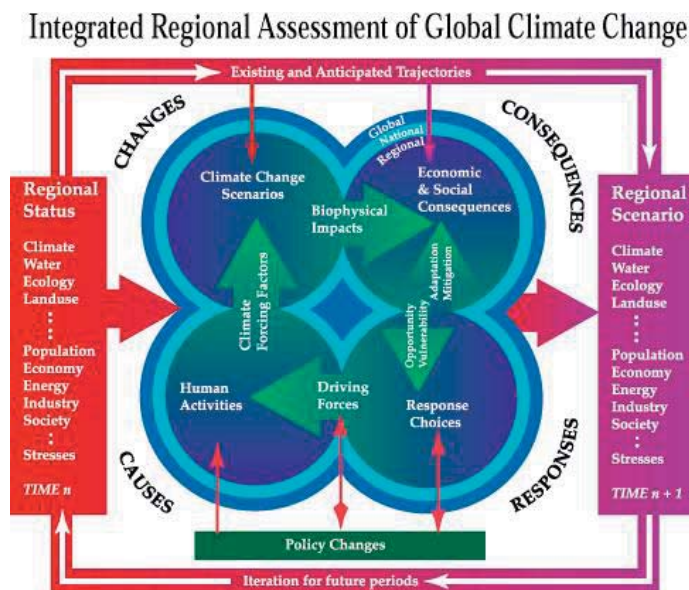 Integrated Regional Assessment of Global Climate Change
Existing and Anticipated Trajectories
CHANGES
CONSEQUENCES
Global
National
Regional
Regional
Status
Climate
Water
Ecology
Landuse
Population
Economy
Energy
Industry
Society
Stresses
TIME n
Climate Change
Scenarios
Biophysical
Impacts
Economic
& Social
Consequences
Climate
Forcing Factors
Adaptation
Mitigation
Opportunity
Vulnerability
Human
Activities
Driving
Forces
Response
Choices
CAUSES
RESPONSES
Policy Changes
Regional
Scenario
Climate
Water
Ecology
Landuse
Population
Economy
Energy
Industry
Society
Stresses
TIME n + 1
Iteration for future periods